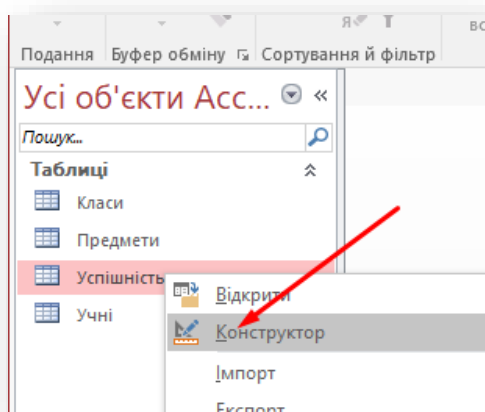 Я
Подання Буфер обміну Сортування й фільтр
Усі об'єкти Acc...
Пошук...
Таблиці
Класи
Предмети
Успішність
Відкрити
Учні
Конструктор
Імпорт
Експорт